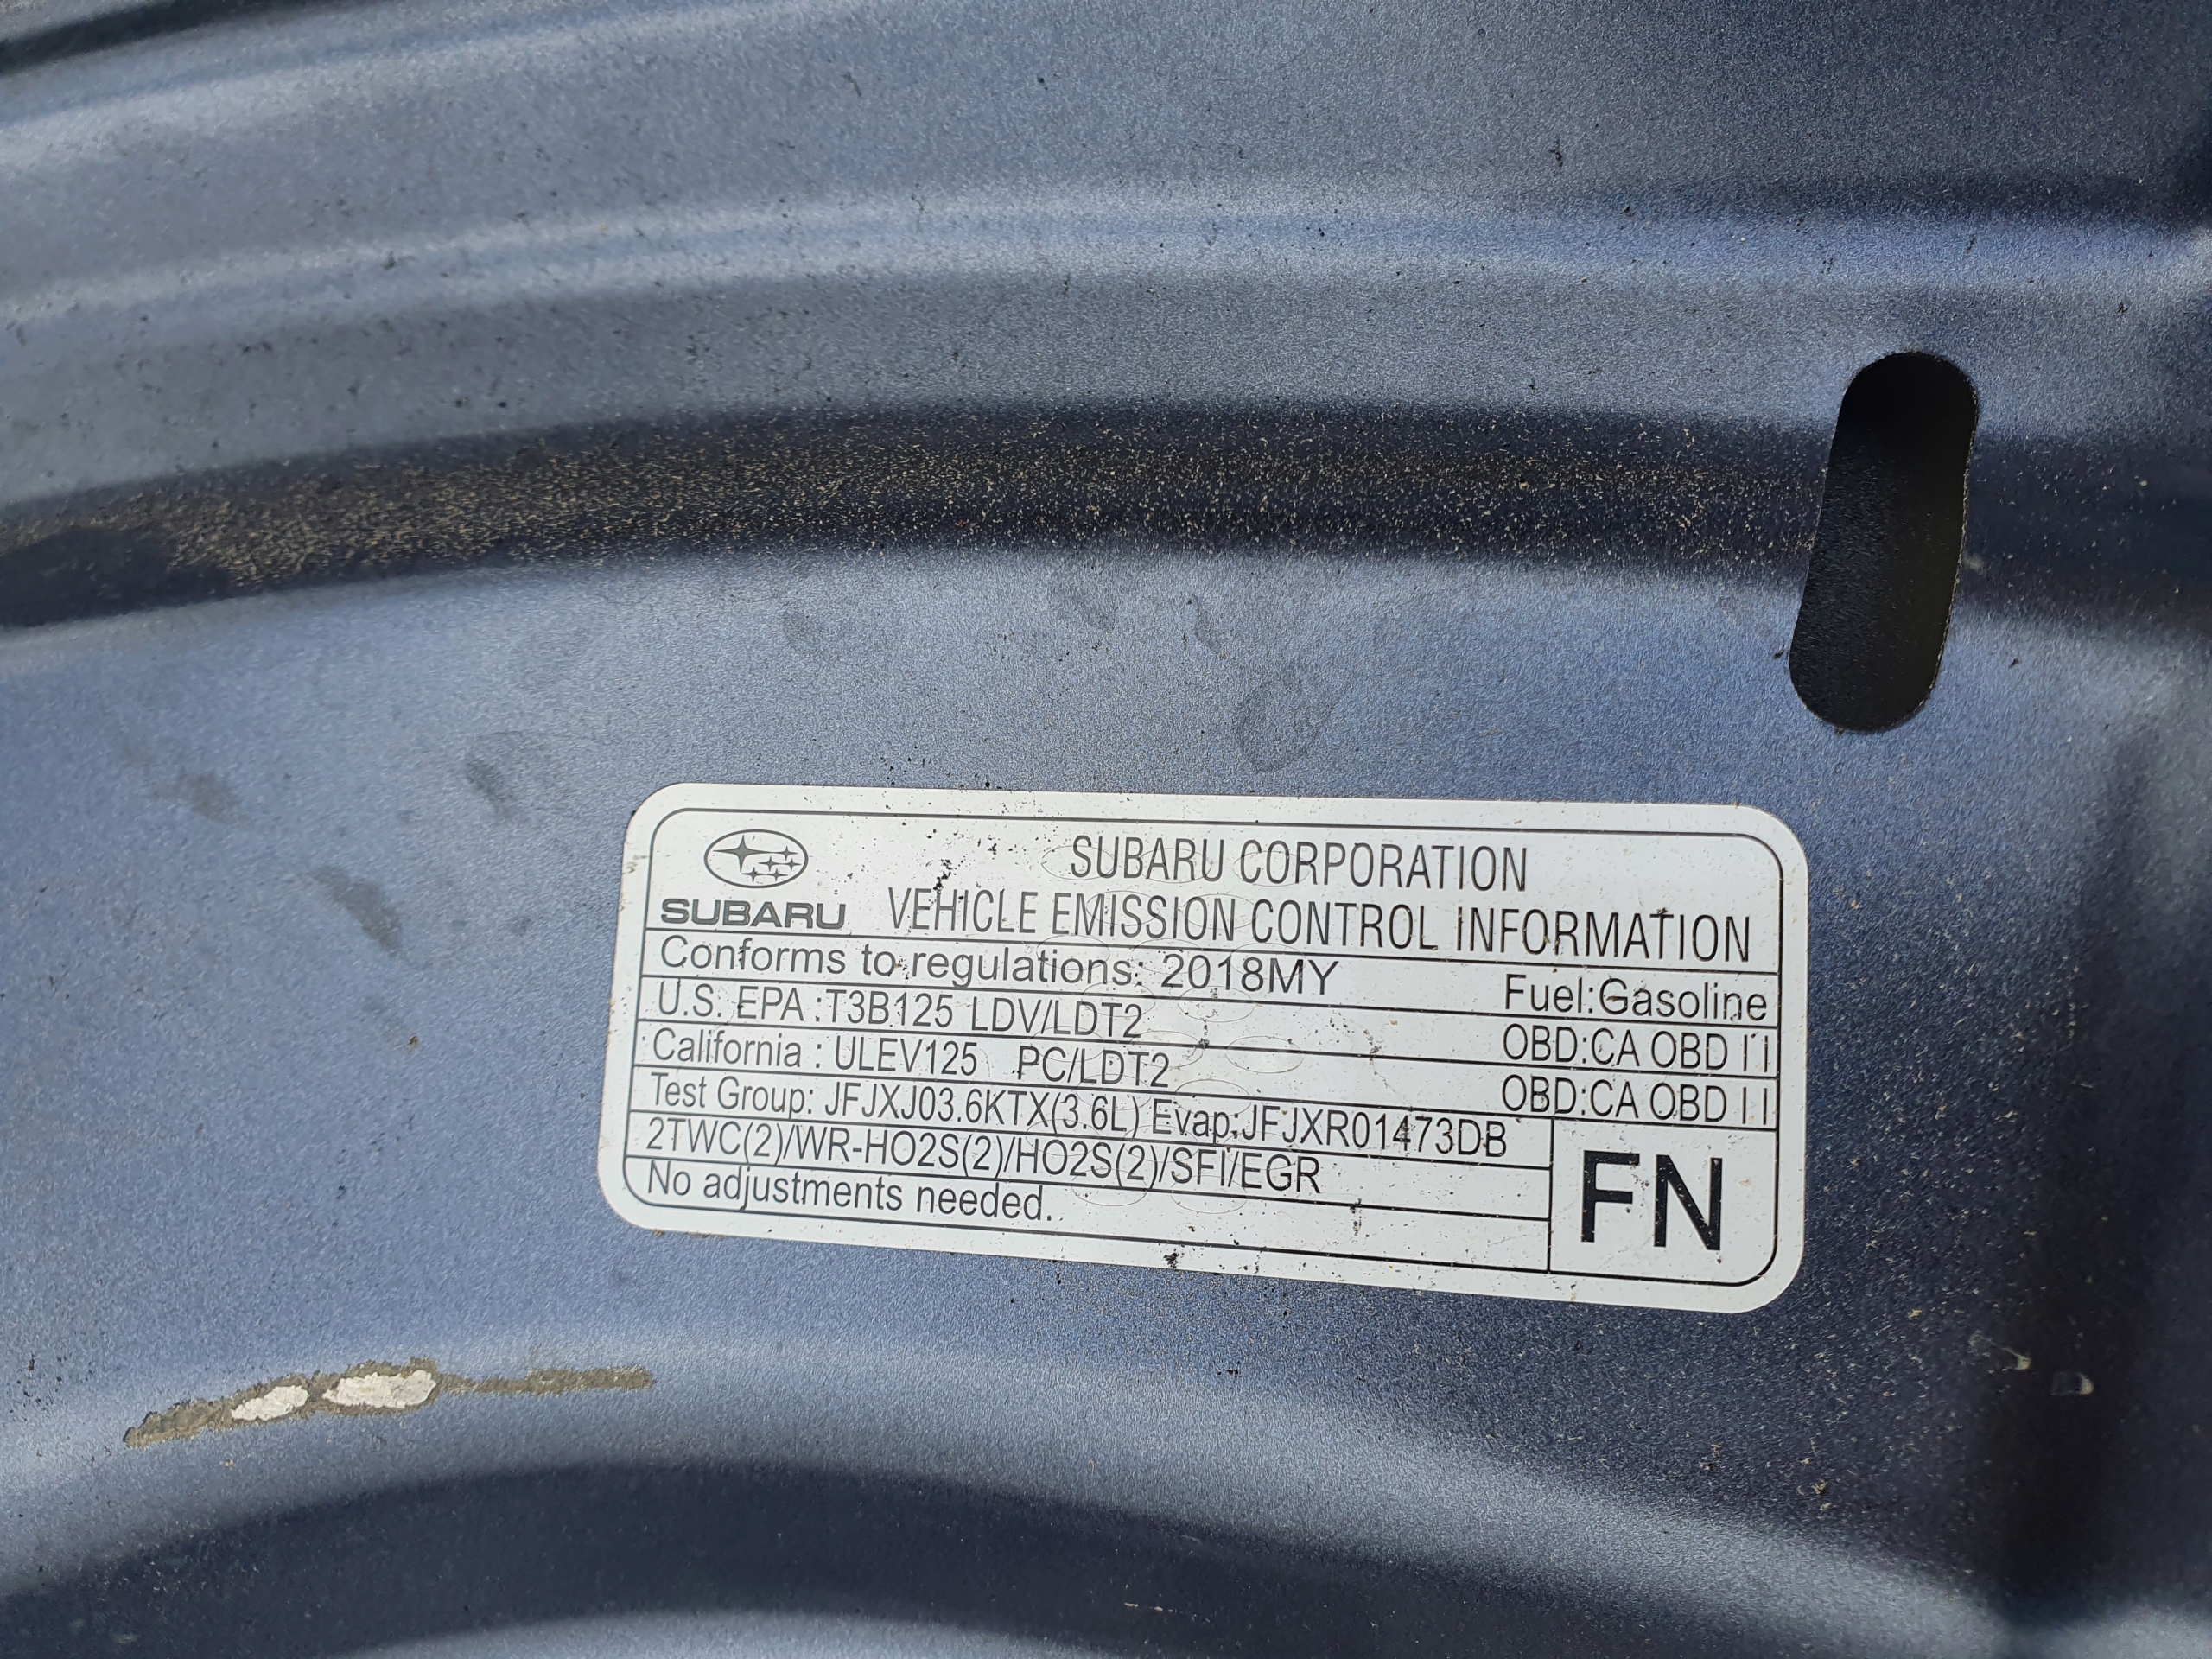 SUBARU CORPORATION
SUBARU VEHICLE EMISSION CONTROL INFORMATION
Conforms to regulations: 2018MY Fuel:Gasoline
U.S. EPA :T3B125 LDV/LDT2 OBD:CA OBD II
California : ULEV125 PC/LDT2 OBD:CA OBD II
Test Group: JFJXJ03.6KTX(3.6L) Evap:JFJXR01473DB
2TWC(2)/WR-HO2S(2)/HO2S(2)/SFI/EGR
No adjustments needed.
FN